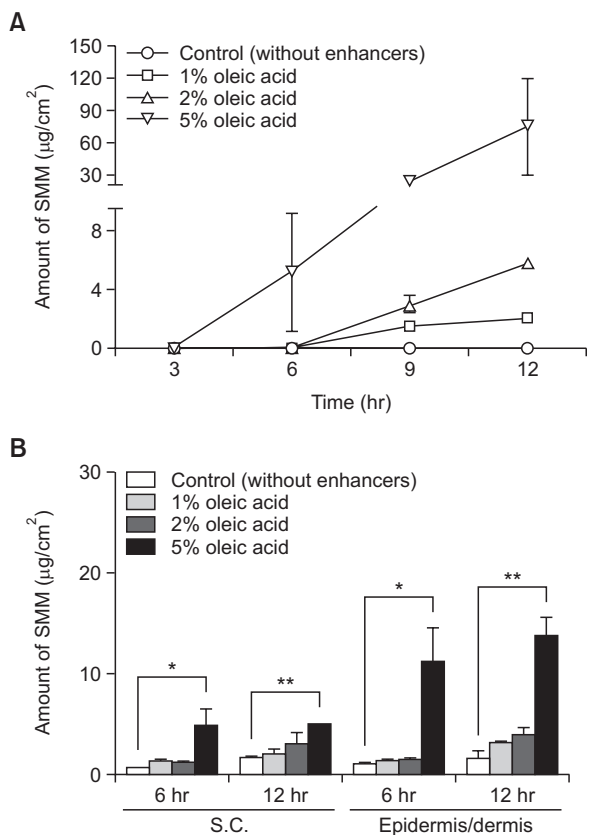 A
Amount of SMM (µg/cm2)
150
120
90
60
30
8
4
0
Control (without enhancers)
1% oleic acid
2% oleic acid
5% oleic acid
3 6 9 12
Time (hr)
B
Amount of SMM (µg/cm2)
30
20
10
0
Control (without enhancers)
1% oleic acid
2% oleic acid
5% oleic acid
* ** * **
6 hr 12 hr 6 hr 12 hr
S.C. Epidermis/dermis